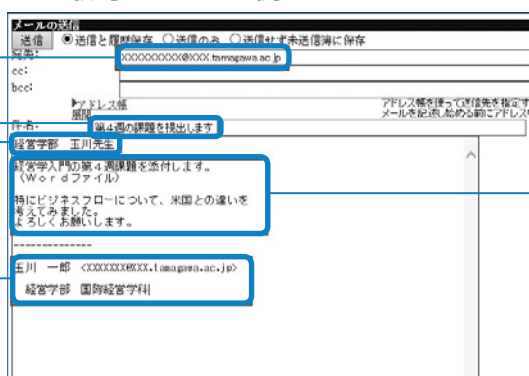 メールの送信
送信 ◉送信と履歴保存 ○送信のみ ○送信せず未送信簿に保存
宛先: XXXXXXXXXX@XXX.tamagawa.ac.jp
cc:
bcc:
▶アドレス帳
展開
アドレス帳を使って送信先を指定す
メールを記述し始める前にアドレス
件名: 第4週の課題を提出します
経営学部 玉川先生
経営学入門の第4週課題を添付します。
(Wordファイル)
特にビジネスフローについて、米国との違いを
考えてみました。
よろしくお願いします。
--------------
玉川 一郎 <XXXXXXX@XXX.tamagawa.ac.jp>
経営学部 国際経営学科